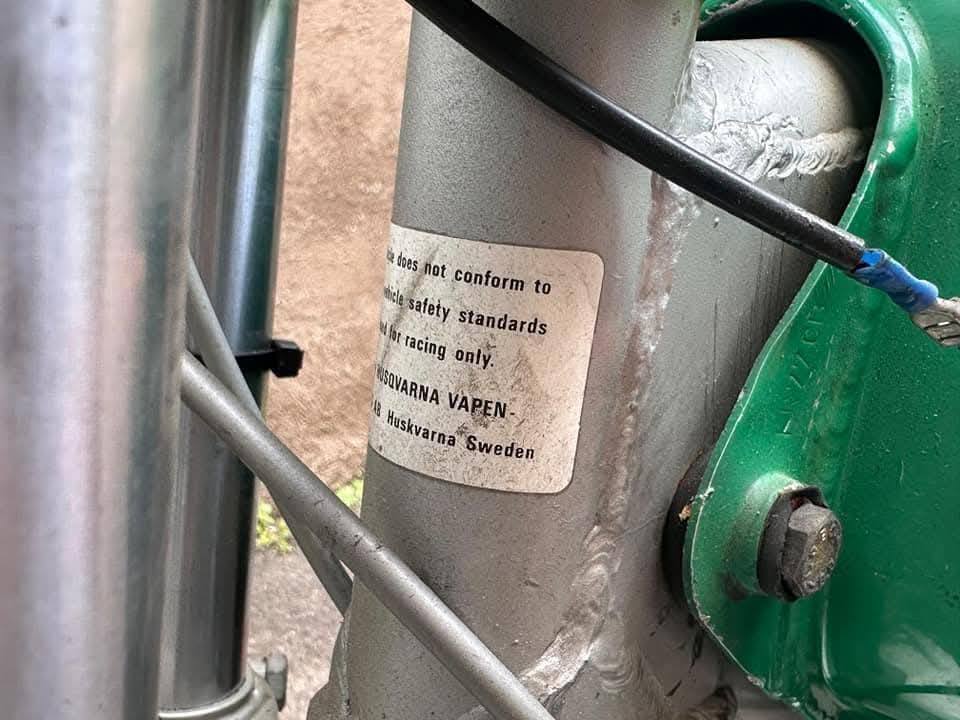 does not conform to
vehicle safety standards
for racing only.
HUSQVARNA VAPEN-
AB Huskvarna Sweden